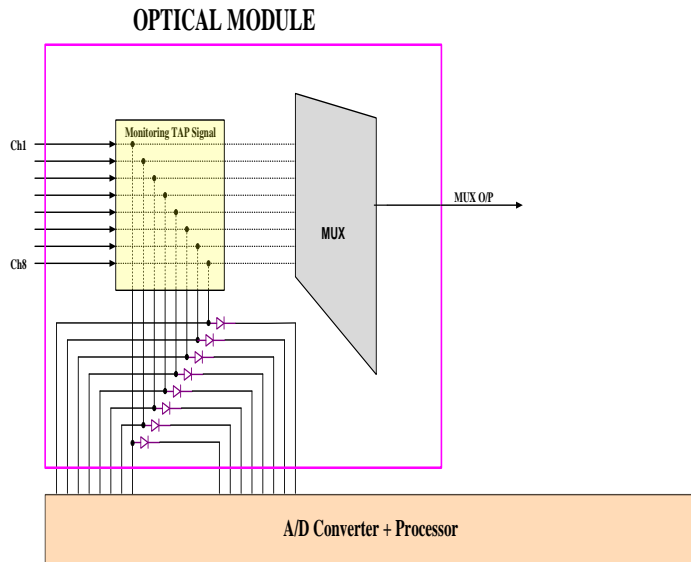 OPTICAL MODULE
Monitoring TAP Signal
Ch1
MUX O/P
MUX
Ch8
A/D Converter + Processor